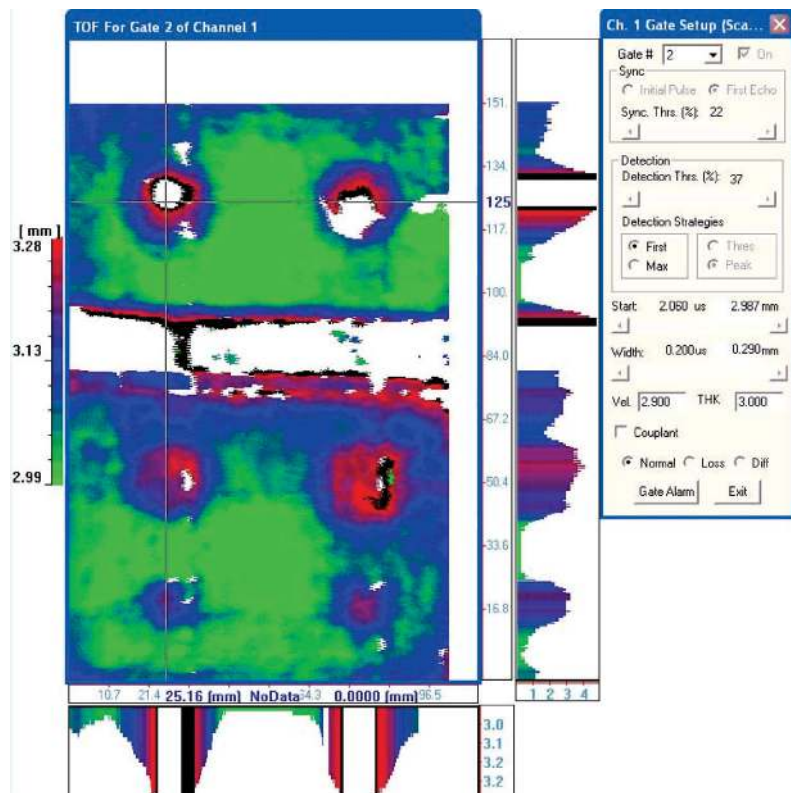 TOF For Gate 2 of Channel 1
[ mm ]
3.28
3.13
2.99
151.
134.
125
117.
100.
84.0
67.2
50.4
33.6
16.8
10.7 21.4 25.16 (mm) NoData 34.3 0.0000 (mm) 96.5
1 2 3 4
3.0
3.1
3.2
3.2
Ch. 1 Gate Setup (Sca...
Gate # 2 On
Sync
Initial Pulse First Echo
Sync. Thrs. (%): 22
Detection
Detection Thrs. (%): 37
Detection Strategies
First Thres
Max Peak
Start: 2.060 us 2.987 mm
Width: 0.200us 0.290mm
Vel. 2.900 THK 3.000
Couplant
Normal Loss Diff
Gate Alarm Exit